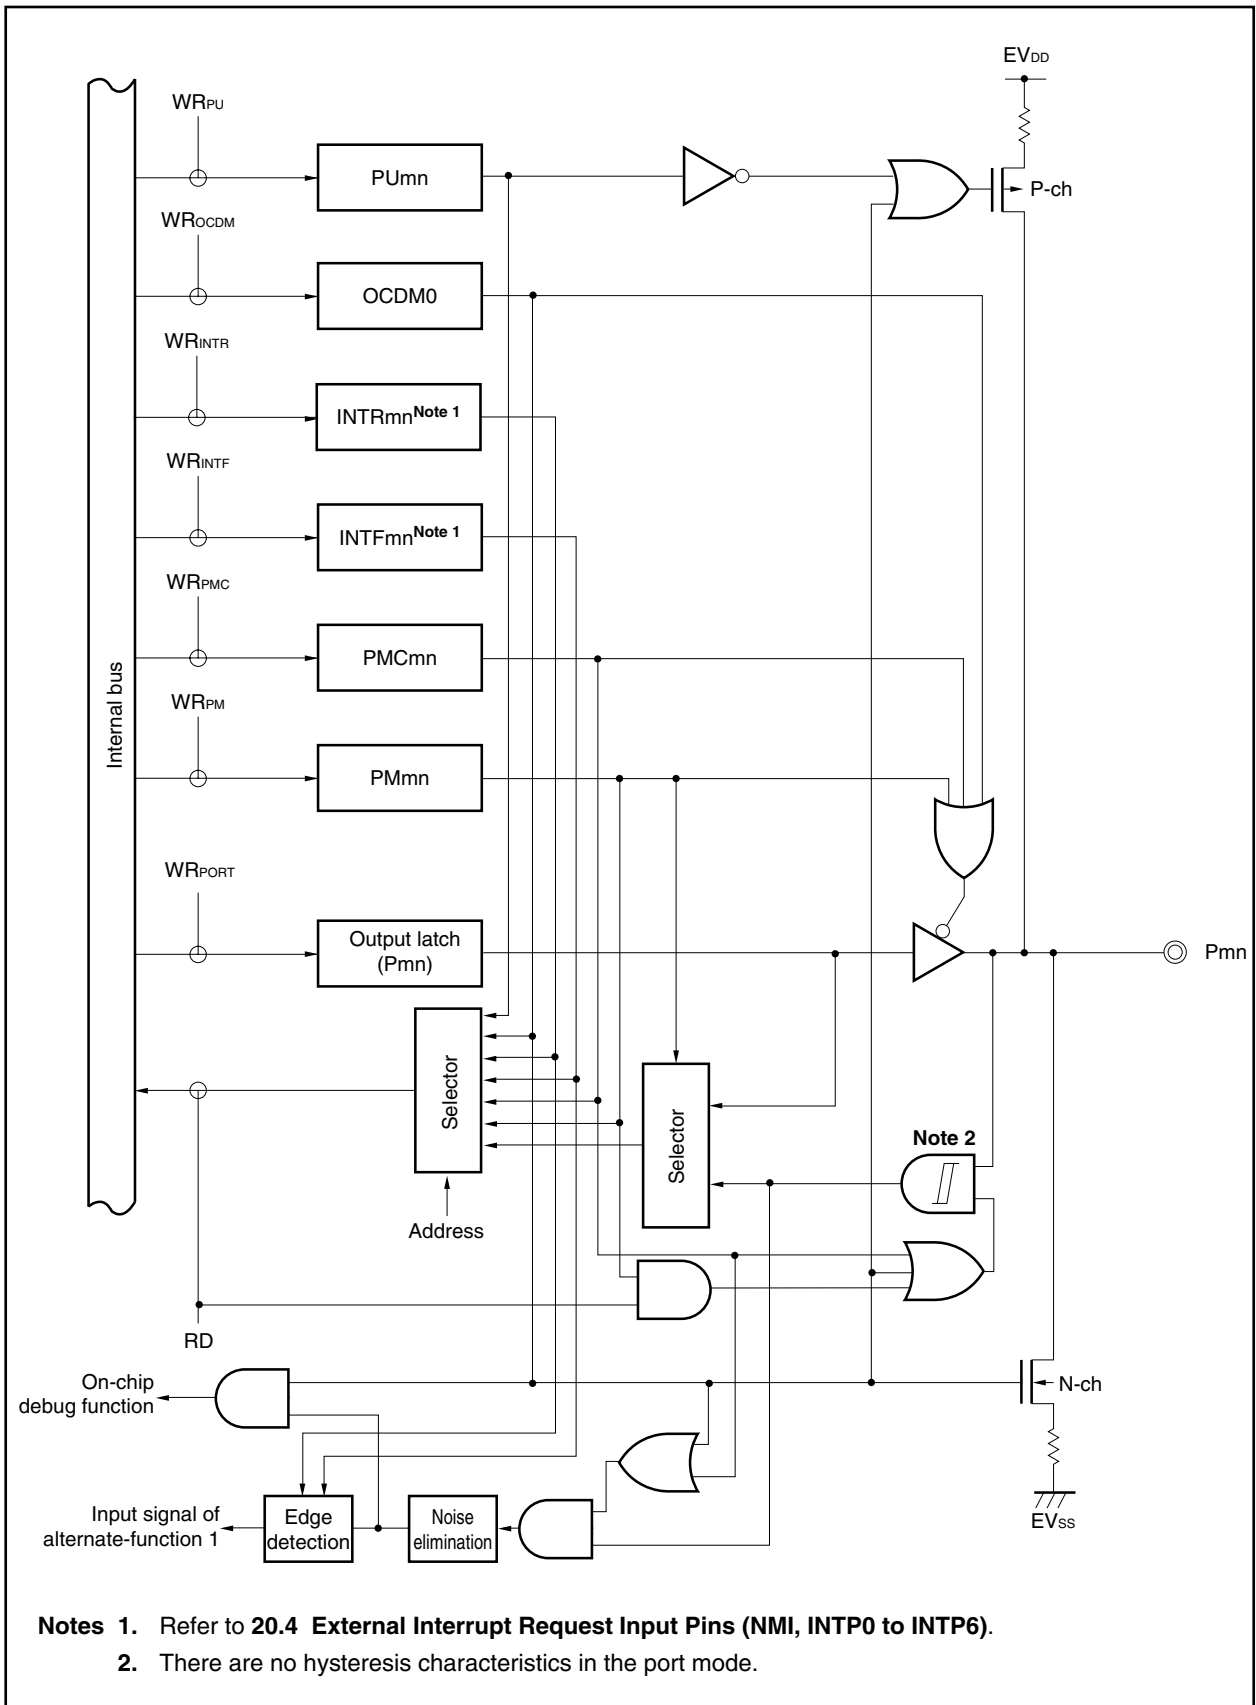 EVDD
WRPU
PUmn
P-ch
WROCDM
OCDM0
WRINTR
INTRmnNote 1
WRINTF
INTFmnNote 1
WRPMC
PMCmn
Internal bus
WRPM
PMmn
WRPORT
Output latch
(Pmn)
Pmn
Selector
Selector
Note 2
Address
RD
On-chip
debug function
N-ch
Input signal of
alternate-function 1
Edge
detection
Noise
elimination
EVSS
Notes 1. Refer to 20.4 External Interrupt Request Input Pins (NMI, INTP0 to INTP6).
2. There are no hysteresis characteristics in the port mode.